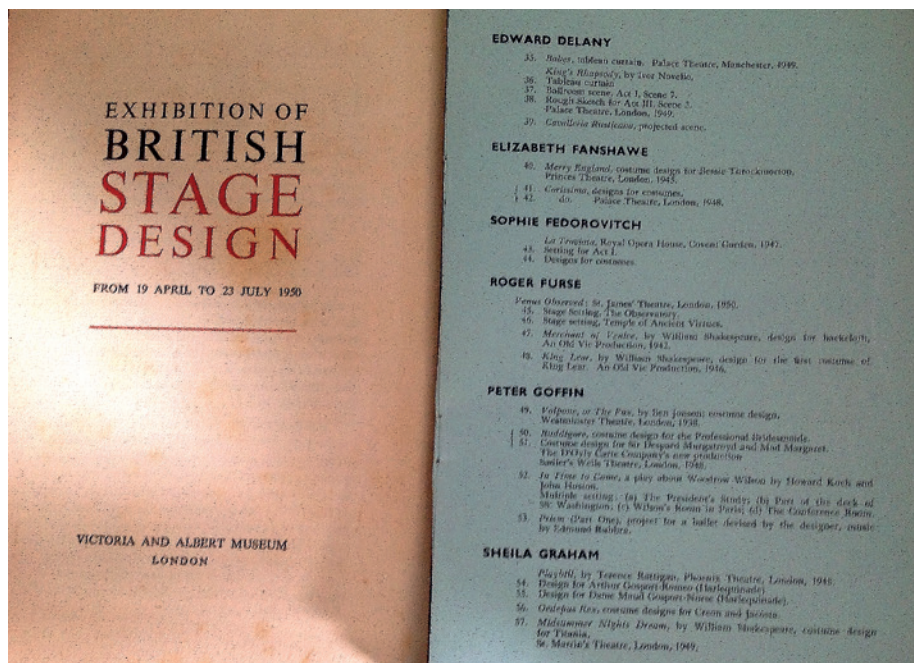 EXHIBITION OF
BRITISH
STAGE
DESIGN
FROM 19 APRIL TO 23 JULY 1950
VICTORIA AND ALBERT MUSEUM
LONDON
EDWARD DELANY
35. Ballet, tableau curtain. Palace Theatre, Manchester, 1949.
King's Rhapsody, by Ivor Novello,
36. Tableau curtain
37. Ballroom scene, Act I, Scene 7.
38. Rough Sketch for Act III, Scene 2.
Palace Theatre, London, 1949.
39. Cavalleria Rusticana, projected scene.
ELIZABETH FANSHAWE
40. Merry England, costume design for Bessie Throckmorton,
Princes Theatre, London, 1945.
41. Carissima, designs for costumes,
42. do. Palace Theatre, London, 1948.
SOPHIE FEDOROVITCH
La Traviata, Royal Opera House, Covent Garden, 1947.
43. Setting for Act I.
44. Designs for costumes.
ROGER FURSE
Venus Observed: St. James' Theatre, London, 1950.
45. Stage Setting, The Observatory.
46. Stage setting, Temple of Ancient Virtues.
47. Merchant of Venice, by William Shakespeare, design for backcloth,
An Old Vic Production, 1942.
48. King Lear, by William Shakespeare, design for the first costume of
King Lear. An Old Vic Production, 1946.
PETER GOFFIN
49. Volpone, or The Fox, by Ben Jonson; costume design,
Westminster Theatre, London, 1938.
50. Ruddigore, costume design for the Professional Bridesmaids.
51. Costume design for Sir Despard Murgatroyd and Mad Margaret.
The D'Oyly Carte Company's new production
Sadler's Wells Theatre, London, 1948.
52. In Time to Come, a play about Woodrow Wilson by Howard Koch and
John Huston.
Multiple setting: (a) The President's Study; (b) Part of the deck of
SS. Washington; (c) Wilson's Room in Paris; (d) The Conference Room.
53. (Part One), project for a ballet devised by the designer, music
by Edmund Rubbra.
SHEILA GRAHAM
Playbill, by Terence Rattigan, Phoenix Theatre, London, 1948
54. Design for Arthur Gosport-Romeo (Harlequinade)
55. Design for Dame Maud Gosport-Nurse (Harlequinade).
56. Oedipus Rex, costume designs for Creon and Jocasta
57. Midsummer Nights Dream, by William Shakespeare, costume design
for Titania.
St. Martin's Theatre, London, 1949.